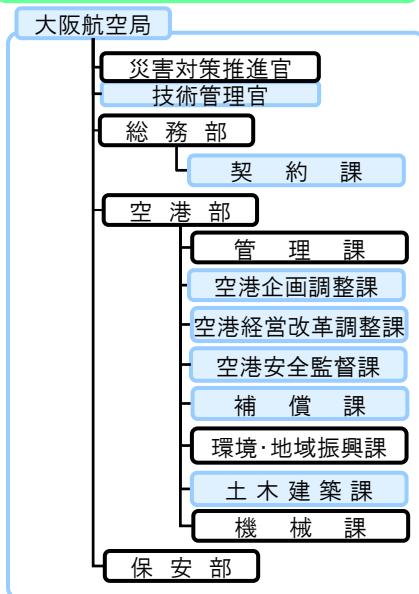 大阪航空局
災害対策推進官
技術管理官
総務部
契約課
空港部
管理課
空港企画調整課
空港経営改革調整課
空港安全監督課
補償課
環境･地域振興課
土木建築課
機械課
保安部